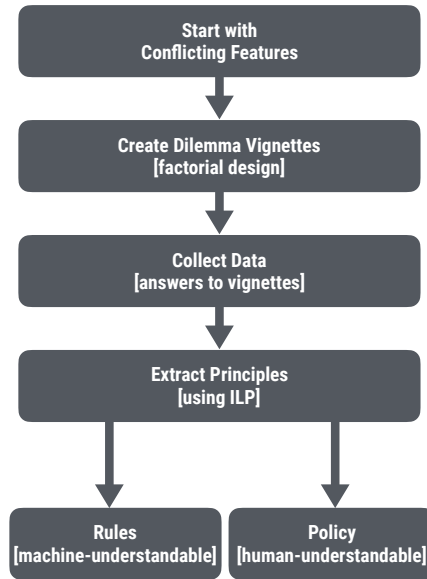 Start with
Conflicting Features
Create Dilemma Vignettes
[factorial design]
Collect Data
[answers to vignettes]
Extract Principles
[using ILP]
Rules
[machine-understandable]
Policy
[human-understandable]